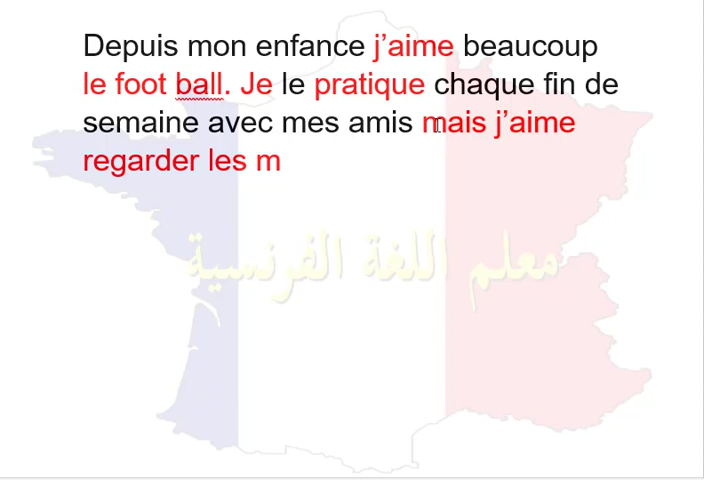 Depuis mon enfance j’aime beaucoup
le foot ball. Je le pratique chaque fin de
semaine avec mes amis mais j’aime
regarder les m
معلم اللغة الفرنسية